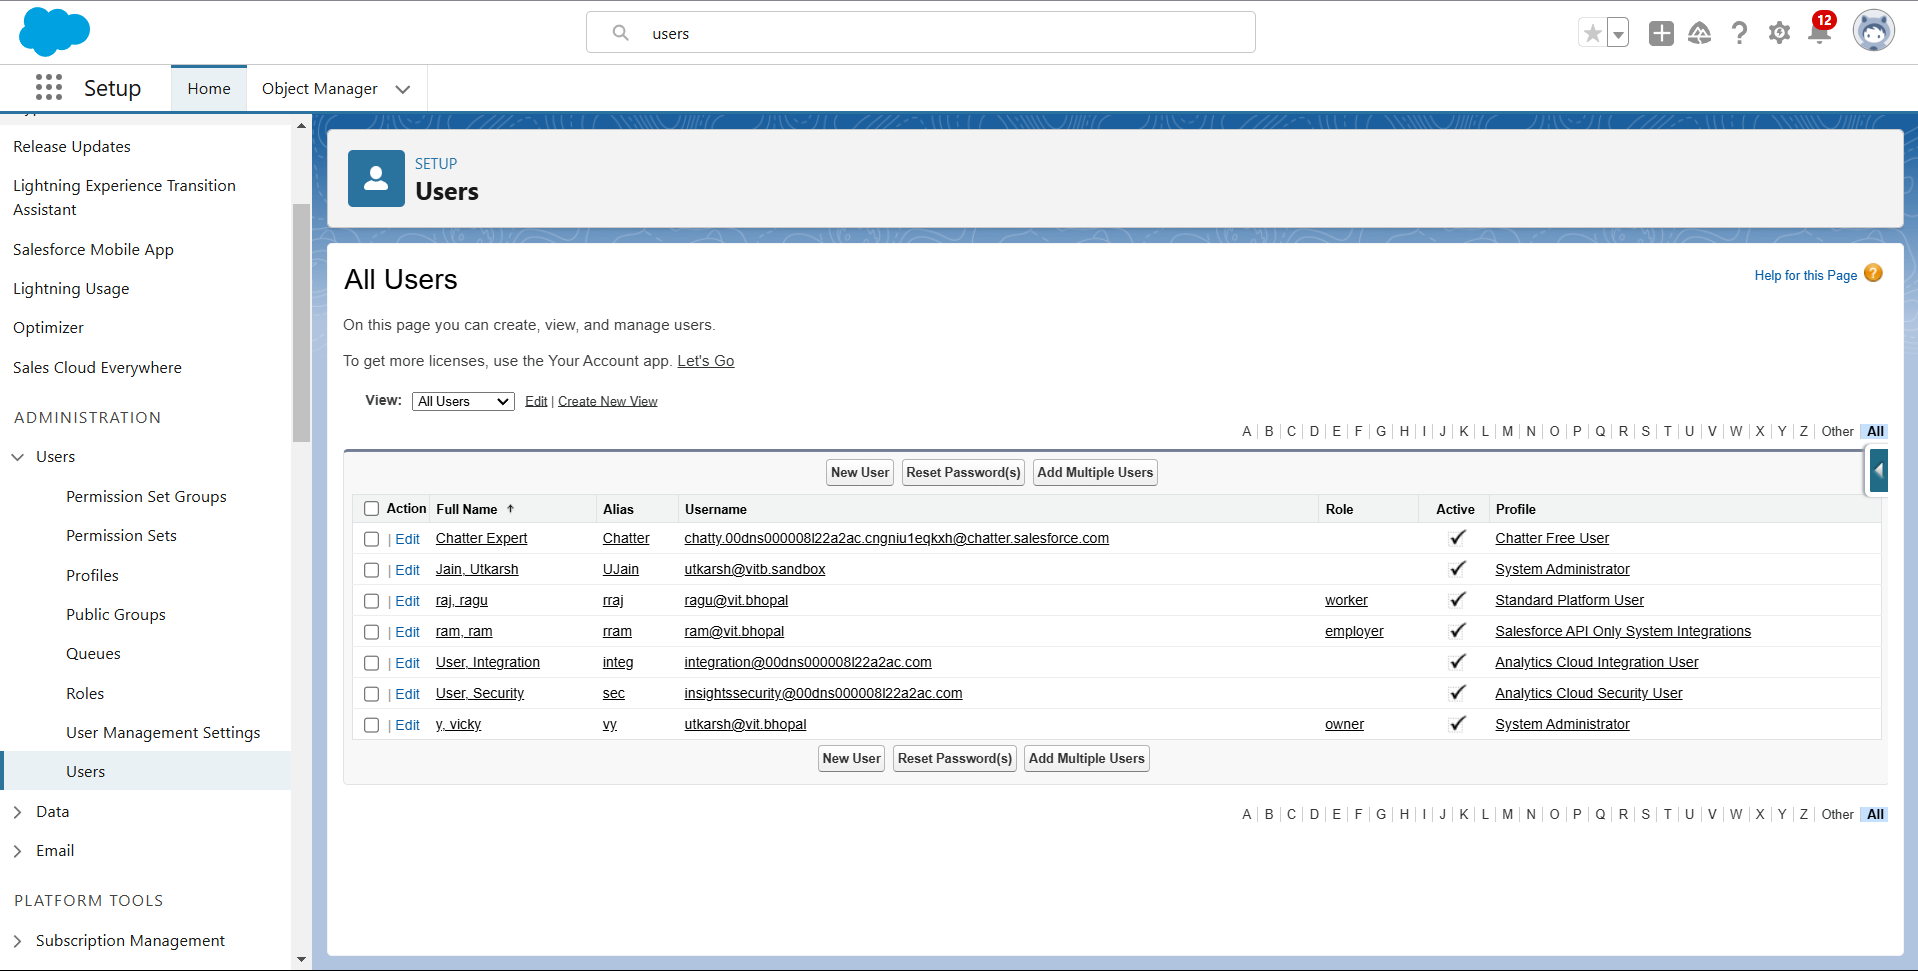 users
12
Setup
Home
Object Manager
Release Updates
Lightning Experience Transition
Assistant
Salesforce Mobile App
Lightning Usage
Optimizer
Sales Cloud Everywhere
ADMINISTRATION
Users
Permission Set Groups
Permission Sets
Profiles
Public Groups
Queues
Roles
User Management Settings
Users
Data
Email
PLATFORM TOOLS
Subscription Management
SETUP
Users
All Users
Help for this Page ?
On this page you can create, view, and manage users.
To get more licenses, use the Your Account app. Let's Go
View: All Users Edit | Create New View
A | B | C | D | E | F | G | H | I | J | K | L | M | N | O | P | Q | R | S | T | U | V | W | X | Y | Z | Other | All
New User Reset Password(s) Add Multiple Users
Action Full Name ↑ Alias Username Role Active Profile
| Edit Chatter Expert Chatter chatty.00dns000008l22a2ac.cngniu1eqkxh@chatter.salesforce.com Chatter Free User
| Edit Jain, Utkarsh UJain utkarsh@vitb.sandbox System Administrator
| Edit raj, ragu rraj ragu@vit.bhopal worker Standard Platform User
| Edit ram, ram rram ram@vit.bhopal employer Salesforce API Only System Integrations
| Edit User, Integration integ integration@00dns000008l22a2ac.com Analytics Cloud Integration User
| Edit User, Security sec insightssecurity@00dns000008l22a2ac.com Analytics Cloud Security User
| Edit y, vicky vy utkarsh@vit.bhopal owner System Administrator
New User Reset Password(s) Add Multiple Users
A | B | C | D | E | F | G | H | I | J | K | L | M | N | O | P | Q | R | S | T | U | V | W | X | Y | Z | Other | All